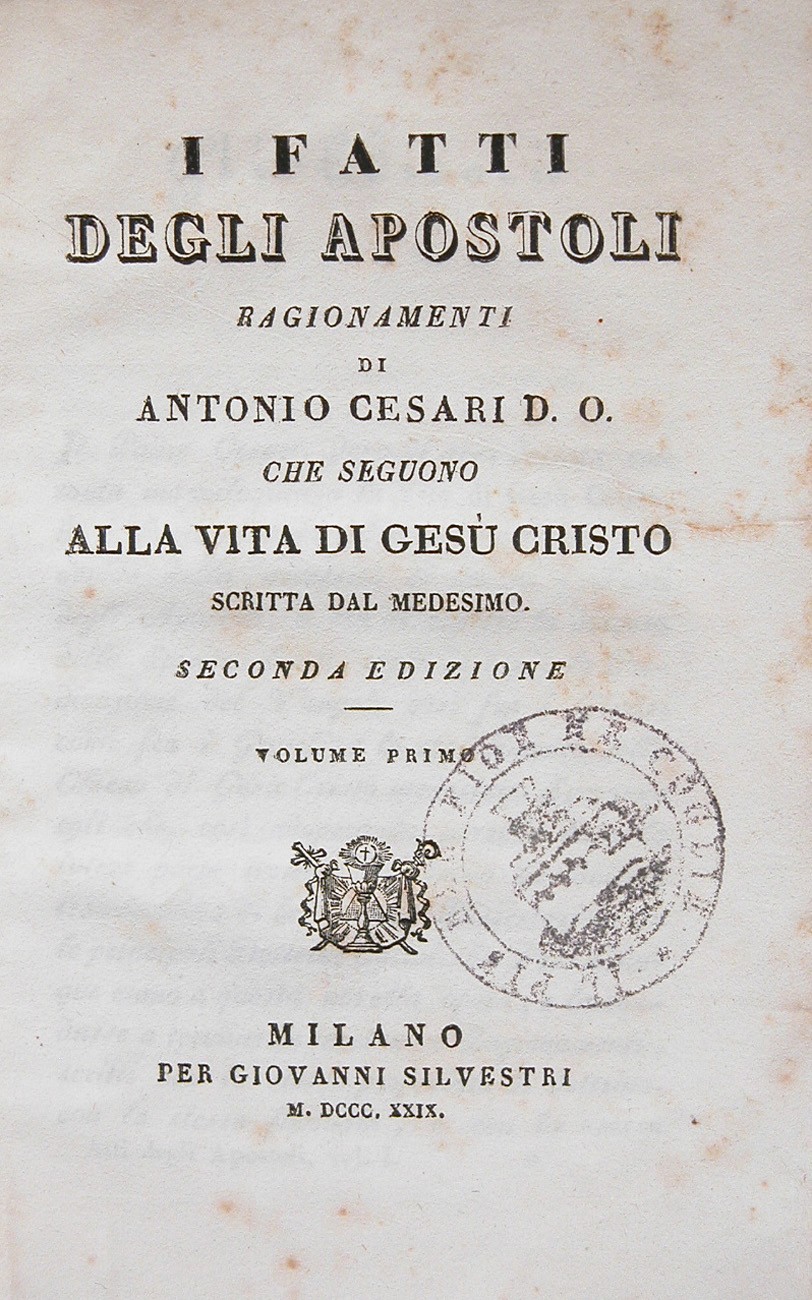 I FATTI
DEGLI APOSTOLI
RAGIONAMENTI
DI
ANTONIO CESARI D. O.
CHE SEGUONO
ALLA VITA DI GESÙ CRISTO
SCRITTA DAL MEDESIMO.
SECONDA EDIZIONE
VOLUME PRIMO
MILANO
PER GIOVANNI SILVESTRI
M. DCCC. XXIX.